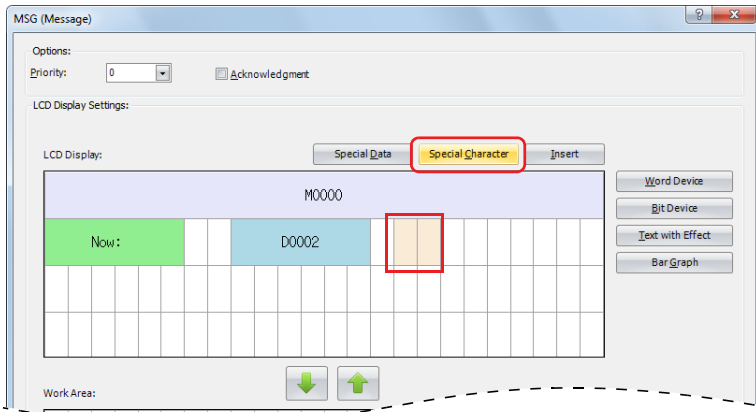 MSG (Message)
Options:
Priority: 0 Acknowledgment
LCD Display Settings:
LCD Display: Special Data Special Character Insert
M0000 Word Device
Bit Device
Now: D0002 Text with Effect
Bar Graph
Work Area: